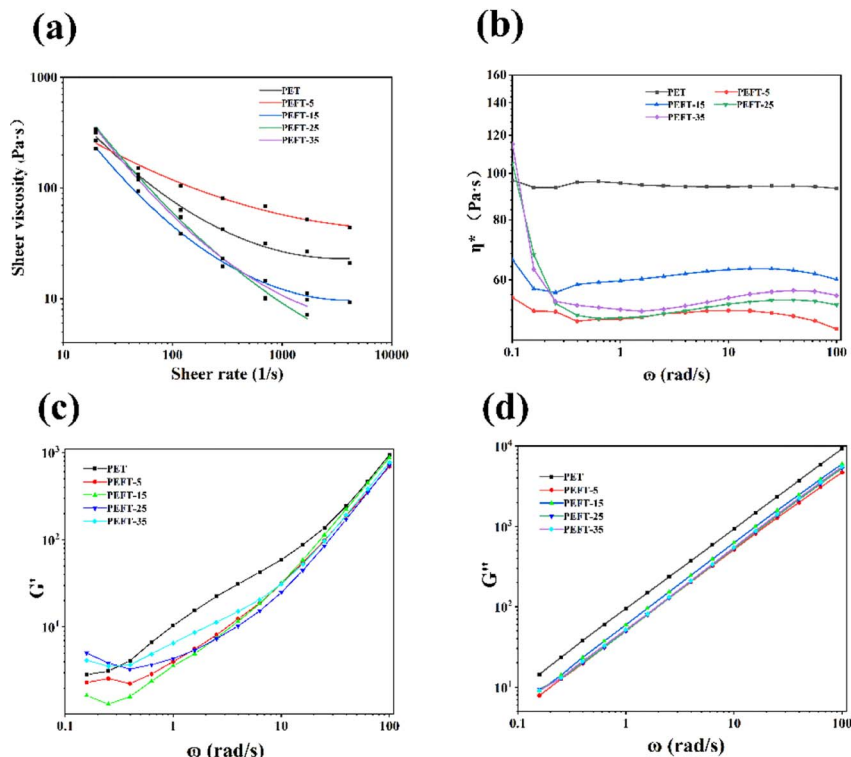 (a)
1000
100
10
10
100
1000
10000
Sheer viscosity (Pa·s)
Sheer rate (1/s)
PET
PEFT-5
PEFT-15
PEFT-25
PEFT-35
(b)
160
140
120
100
80
60
0.1
1
10
100
η* (Pa·s)
ω (rad/s)
PET
PEFT-5
PEFT-15
PEFT-25
PEFT-35
(c)
10³
10²
10¹
0.1
1
10
100
G'
ω (rad/s)
PET
PEFT-5
PEFT-15
PEFT-25
PEFT-35
(d)
10⁴
10³
10²
10¹
0.1
1
10
100
G''
ω (rad/s)
PET
PEFT-5
PEFT-15
PEFT-25
PEFT-35